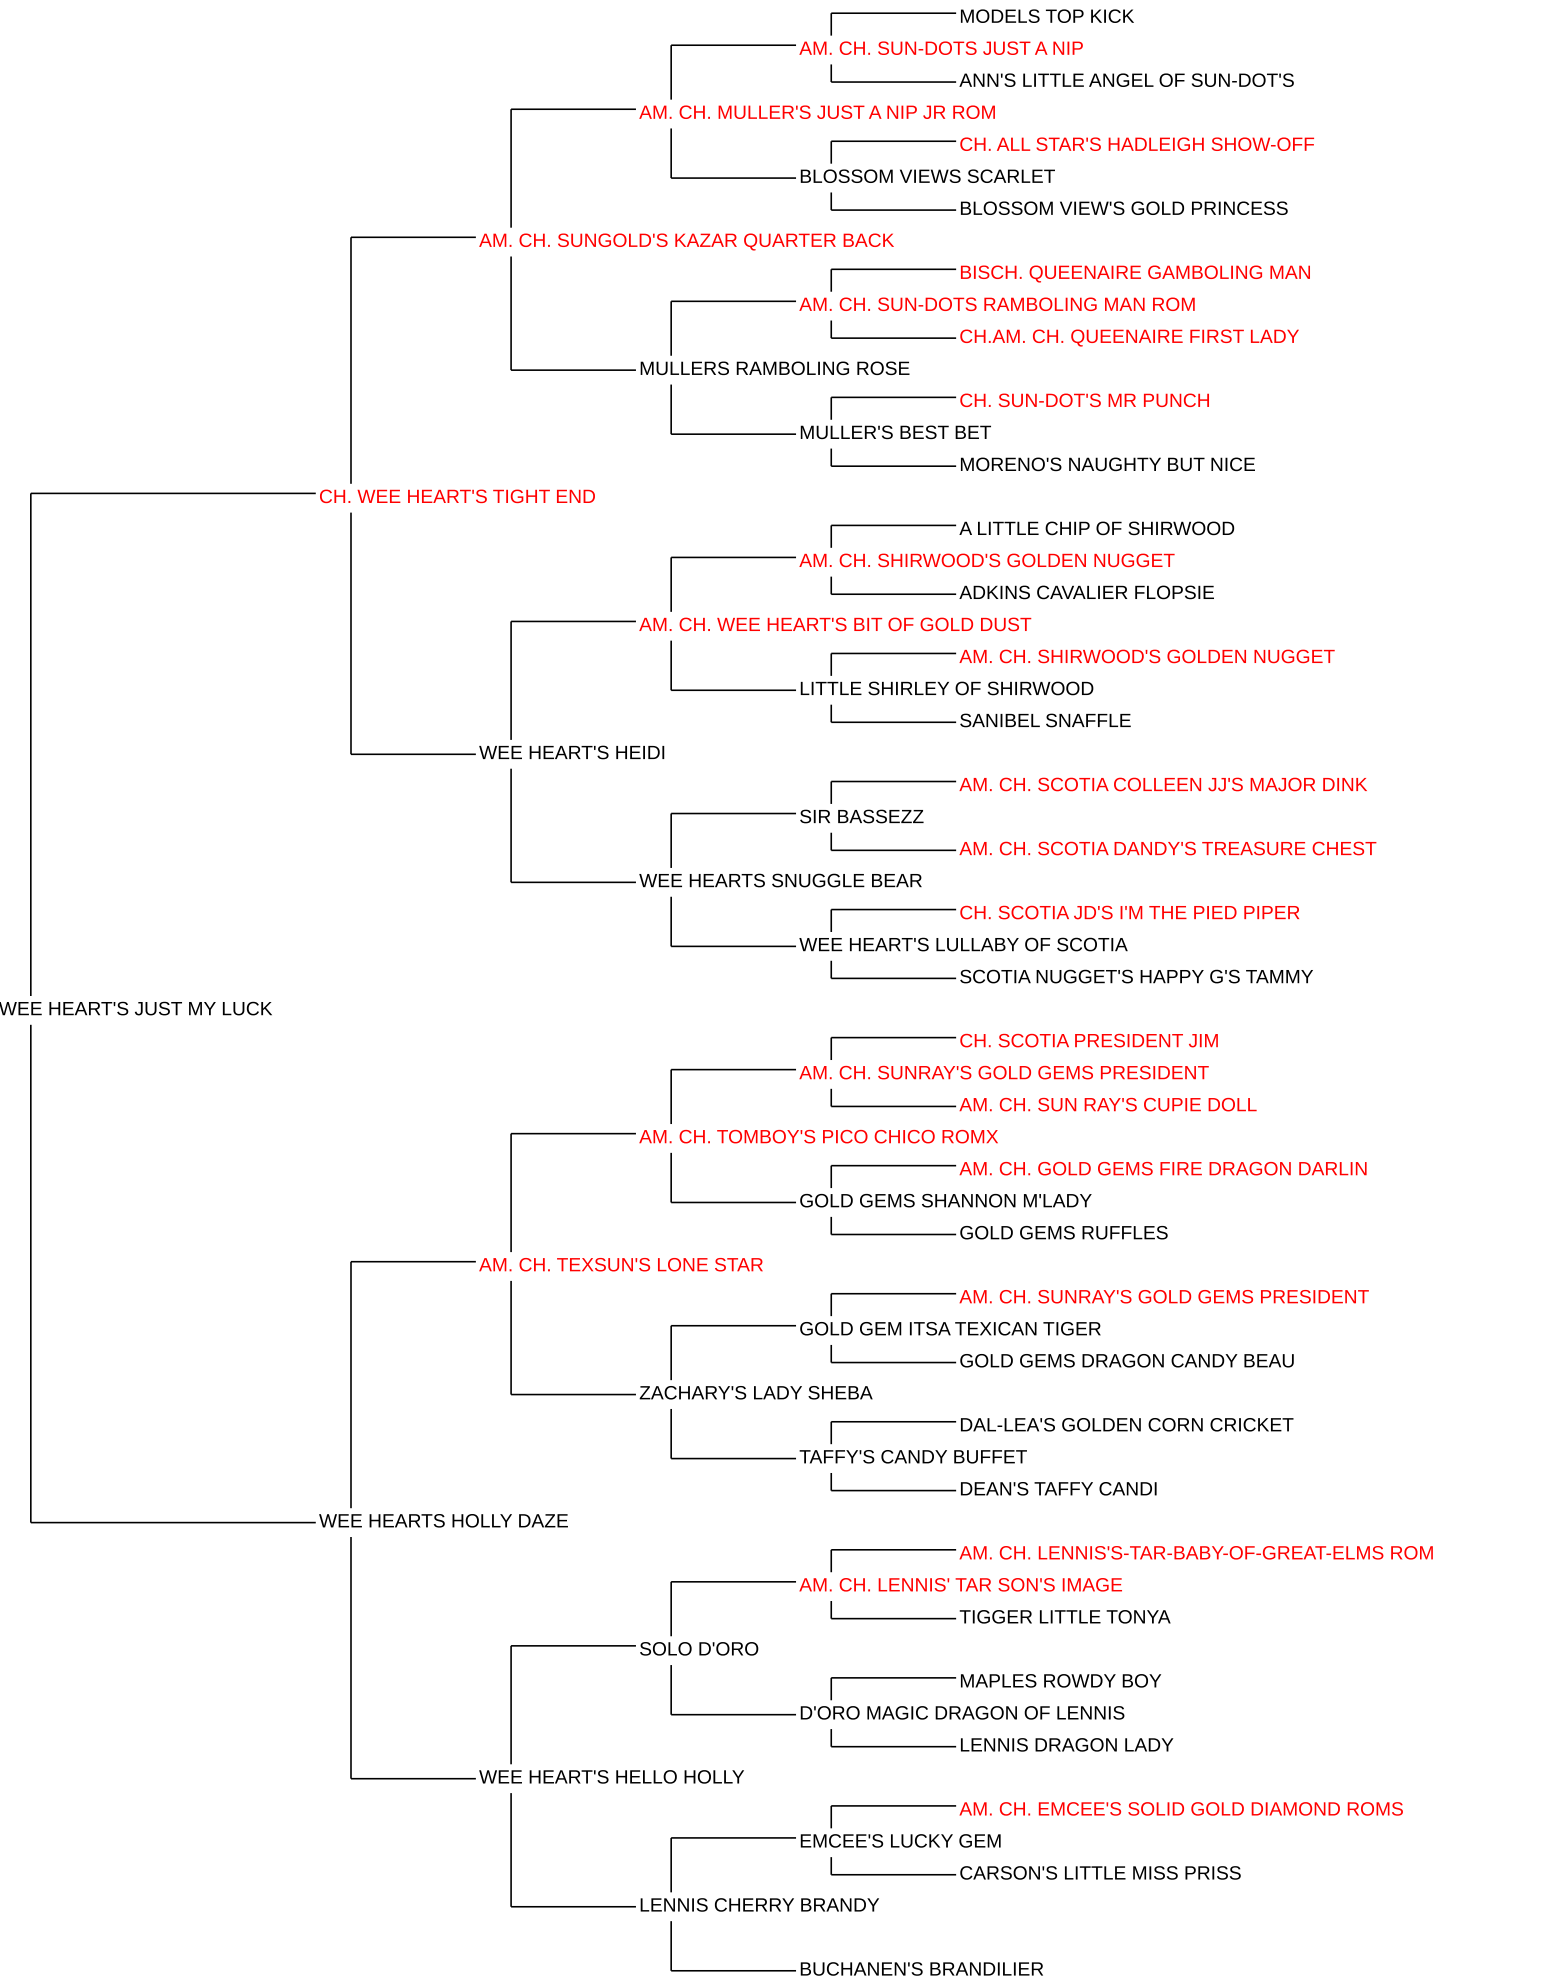 MODELS TOP KICK
AM. CH. SUN-DOTS JUST A NIP
ANN'S LITTLE ANGEL OF SUN-DOT'S
AM. CH. MULLER'S JUST A NIP JR ROM
CH. ALL STAR'S HADLEIGH SHOW-OFF
BLOSSOM VIEWS SCARLET
BLOSSOM VIEW'S GOLD PRINCESS
AM. CH. SUNGOLD'S KAZAR QUARTER BACK
BISCH. QUEENAIRE GAMBOLING MAN
AM. CH. SUN-DOTS RAMBOLING MAN ROM
CH.AM. CH. QUEENAIRE FIRST LADY
MULLERS RAMBOLING ROSE
CH. SUN-DOT'S MR PUNCH
MULLER'S BEST BET
MORENO'S NAUGHTY BUT NICE
CH. WEE HEART'S TIGHT END
A LITTLE CHIP OF SHIRWOOD
AM. CH. SHIRWOOD'S GOLDEN NUGGET
ADKINS CAVALIER FLOPSIE
AM. CH. WEE HEART'S BIT OF GOLD DUST
AM. CH. SHIRWOOD'S GOLDEN NUGGET
LITTLE SHIRLEY OF SHIRWOOD
SANIBEL SNAFFLE
WEE HEART'S HEIDI
AM. CH. SCOTIA COLLEEN JJ'S MAJOR DINK
SIR BASSEZZ
AM. CH. SCOTIA DANDY'S TREASURE CHEST
WEE HEARTS SNUGGLE BEAR
CH. SCOTIA JD'S I'M THE PIED PIPER
WEE HEART'S LULLABY OF SCOTIA
SCOTIA NUGGET'S HAPPY G'S TAMMY
WEE HEART'S JUST MY LUCK
CH. SCOTIA PRESIDENT JIM
AM. CH. SUNRAY'S GOLD GEMS PRESIDENT
AM. CH. SUN RAY'S CUPIE DOLL
AM. CH. TOMBOY'S PICO CHICO ROMX
AM. CH. GOLD GEMS FIRE DRAGON DARLIN
GOLD GEMS SHANNON M'LADY
GOLD GEMS RUFFLES
AM. CH. TEXSUN'S LONE STAR
AM. CH. SUNRAY'S GOLD GEMS PRESIDENT
GOLD GEM ITSA TEXICAN TIGER
GOLD GEMS DRAGON CANDY BEAU
ZACHARY'S LADY SHEBA
DAL-LEA'S GOLDEN CORN CRICKET
TAFFY'S CANDY BUFFET
DEAN'S TAFFY CANDI
WEE HEARTS HOLLY DAZE
AM. CH. LENNIS'S-TAR-BABY-OF-GREAT-ELMS ROM
AM. CH. LENNIS' TAR SON'S IMAGE
TIGGER LITTLE TONYA
SOLO D'ORO
MAPLES ROWDY BOY
D'ORO MAGIC DRAGON OF LENNIS
LENNIS DRAGON LADY
WEE HEART'S HELLO HOLLY
AM. CH. EMCEE'S SOLID GOLD DIAMOND ROMS
EMCEE'S LUCKY GEM
CARSON'S LITTLE MISS PRISS
LENNIS CHERRY BRANDY
BUCHANEN'S BRANDILIER